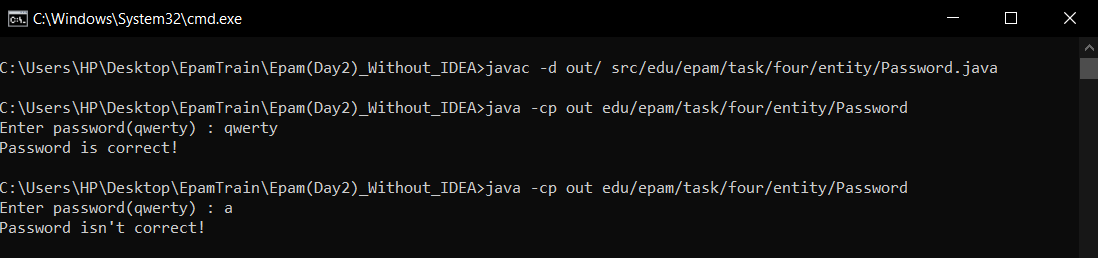 C:\Windows\System32\cmd.exe
C:\Users\HP\Desktop\EpamTrain\Epam(Day2)_Without_IDEA>javac -d out/ src/edu/epam/task/four/entity/Password.java
C:\Users\HP\Desktop\EpamTrain\Epam(Day2)_Without_IDEA>java -cp out edu/epam/task/four/entity/Password
Enter password(qwerty) : qwerty
Password is correct!
C:\Users\HP\Desktop\EpamTrain\Epam(Day2)_Without_IDEA>java -cp out edu/epam/task/four/entity/Password
Enter password(qwerty) : a
Password isn't correct!